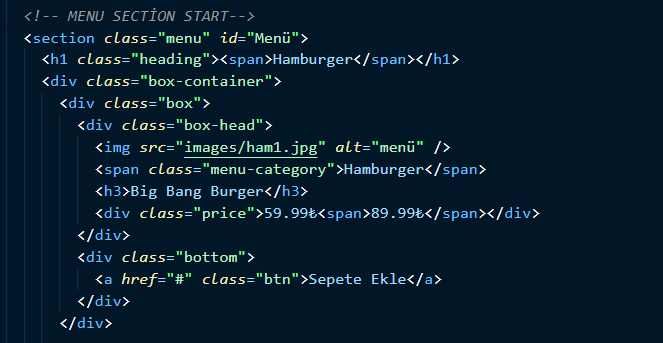 <!-- MENU SECTİON START-->
<section class="menu" id="Menü">
<h1 class="heading"><span>Hamburger</span></h1>
<div class="box-container">
<div class="box">
<div class="box-head">
<img src="images/ham1.jpg" alt="menü" />
<span class="menu-category">Hamburger</span>
<h3>Big Bang Burger</h3>
<div class="price">59.99₺<span>89.99₺</span></div>
</div>
<div class="bottom">
<a href="#" class="btn">Sepete Ekle</a>
</div>
</div>